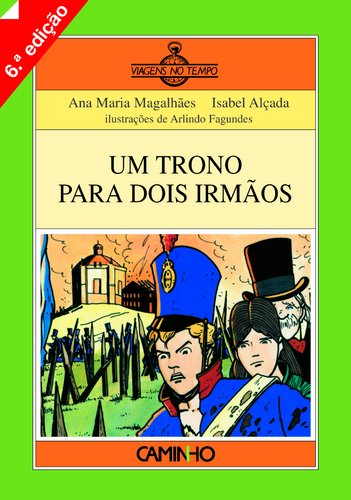 6.ª edição
VIAGENS NO TEMPO
Ana Maria Magalhães Isabel Alçada
ilustrações de Arlindo Fagundes
UM TRONO
PARA DOIS IRMÃOS
CAMINHO